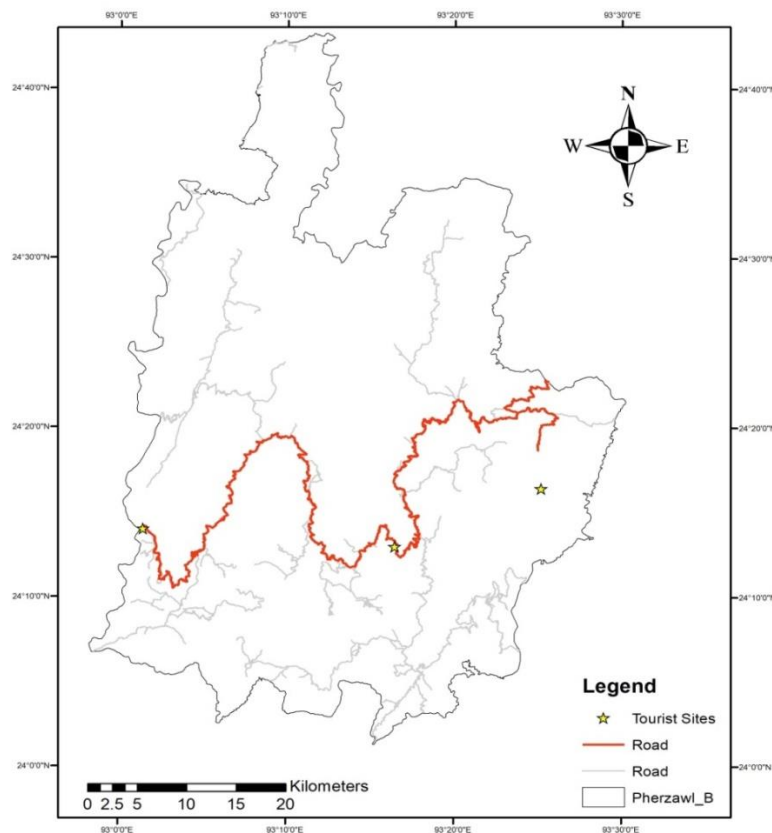 93°0'0"E 93°10'0"E 93°20'0"E 93°30'0"E
24°40'0"N 24°40'0"N
N
W E
S
24°30'0"N 24°30'0"N
24°20'0"N 24°20'0"N
24°10'0"N 24°10'0"N
Legend
Tourist Sites
Road
Road
Pherzawl_B
24°0'0"N 24°0'0"N
Kilometers
0 2.5 5 10 15 20
93°0'0"E 93°10'0"E 93°20'0"E 93°30'0"E